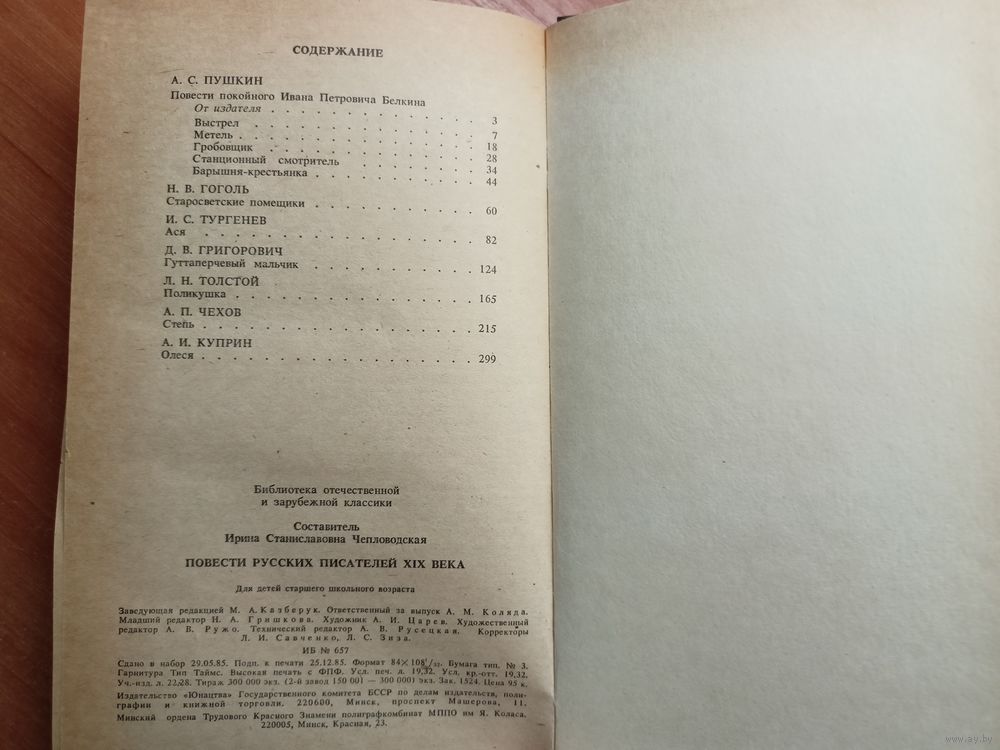 СОДЕРЖАНИЕ
А. С. ПУШКИН
Повести покойного Ивана Петровича Белкина
От издателя . . . . . . . . . . . . 3
Выстрел . . . . . . . . . . . . 7
Метель . . . . . . . . . . . . 18
Гробовщик . . . . . . . . . . . . 28
Станционный смотритель . . . . . . 34
Барышня-крестьянка . . . . . . . . . 44
Н. В. ГОГОЛЬ
Старосветские помещики . . . . . . . . 60
И. С. ТУРГЕНЕВ
Ася . . . . . . . . . . . . . . 82
Д. В. ГРИГОРОВИЧ
Гуттаперчевый мальчик . . . . . . . . 124
Л. Н. ТОЛСТОЙ
Поликушка . . . . . . . . . . . . 165
А. П. ЧЕХОВ
Степь . . . . . . . . . . . . . . 215
А. И. КУПРИН
Олеся . . . . . . . . . . . . . . 299
Библиотека отечественной
и зарубежной классики
Составитель
Ирина Станиславовна Чепловодская
ПОВЕСТИ РУССКИХ ПИСАТЕЛЕЙ XIX ВЕКА
Для детей старшего школьного возраста
Заведующая редакцией М. А. Казберук. Ответственный за выпуск А. М. Коляда.
Младший редактор Н. А. Гришкова. Художник А. И. Царев. Художественный
редактор А. В. Ружо. Технический редактор А. В. Русецкая. Корректоры
Л. И. Савченко, Л. С. Зиза.
ИБ № 657
Сдано в набор 29.05.85. Подп. к печати 25.12.85. Формат 84×108¹/₃₂. Бумага тип. № 3.
Гарнитура Тип Таймс. Высокая печать с ФПФ. Усл. печ. л. 19,32. Усл. кр.-отт. 19,32.
Уч.-изд. л. 22,28. Тираж 300 000 экз. (2-й завод 150 001 — 300 000) экз. Зак. 1524. Цена 95 к.
Издательство «Юнацтва» Государственного комитета БССР по делам издательств, поли-
графии и книжной торговли. 220600, Минск, проспект Машерова, 11.
Минский ордена Трудового Красного Знамени полиграфкомбинат МППО им Я. Коласа.
220005, Минск, Красная, 23.
www.ay.by